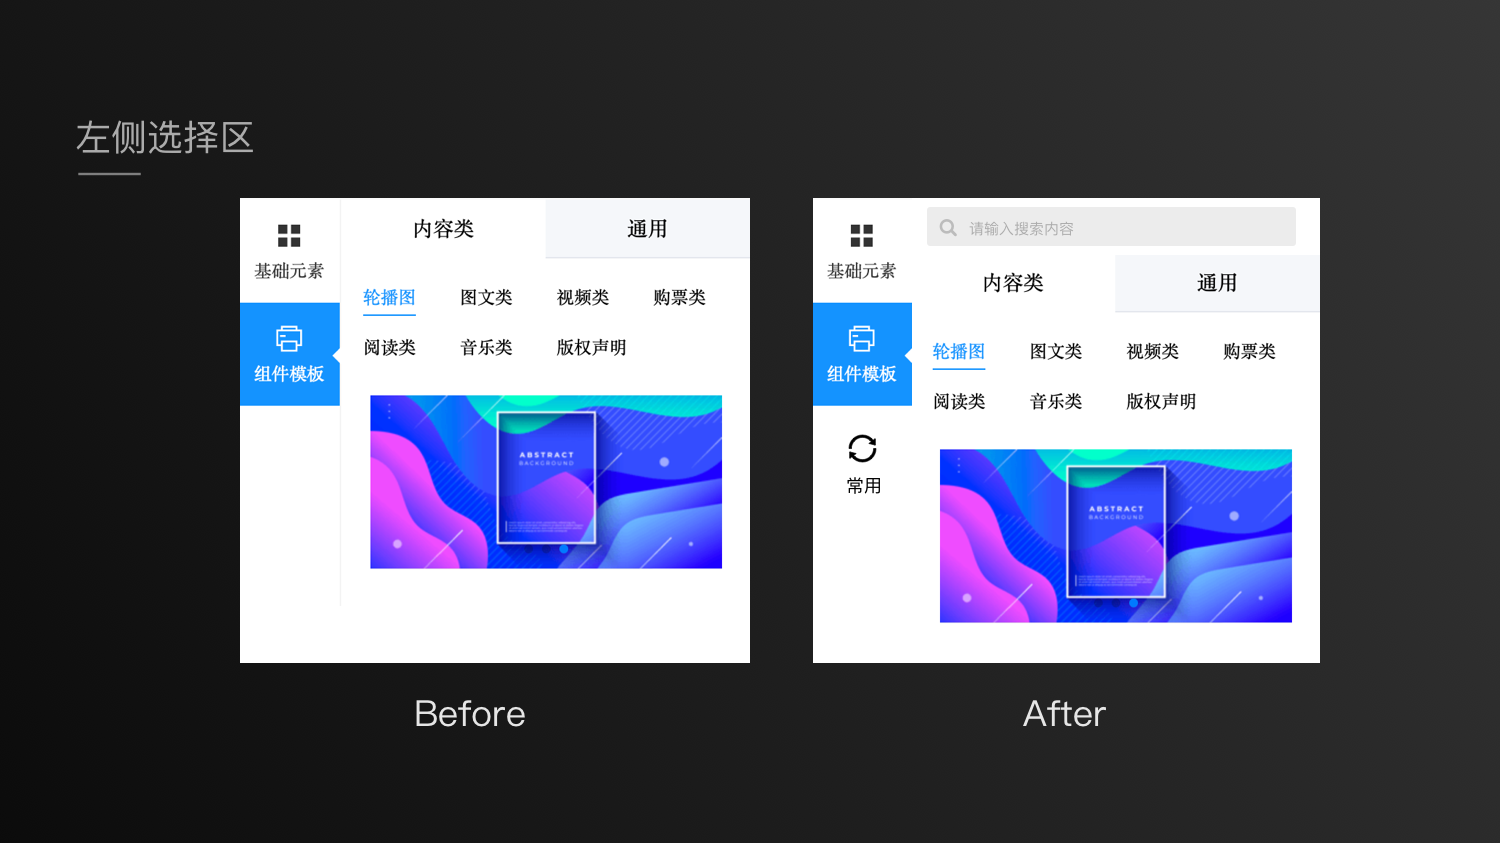 左侧选择区
基础元素
组件模板
内容类
通用
轮播图
图文类
视频类
购票类
阅读类
音乐类
版权声明
ABSTRACT
BACKGROUND
Before
基础元素
组件模板
常用
请输入搜索内容
内容类
通用
轮播图
图文类
视频类
购票类
阅读类
音乐类
版权声明
ABSTRACT
BACKGROUND
After